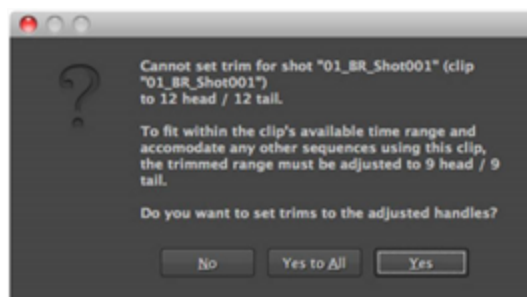 Cannot set trim for shot "01_BR_Shot001" (clip
"01_BR_Shot001")
to 12 head / 12 tail.
To fit within the clip's available time range and
accomodate any other sequences using this clip,
the trimmed range must be adjusted to 9 head / 9
tail.
Do you want to set trims to the adjusted handles?
No Yes to All Yes